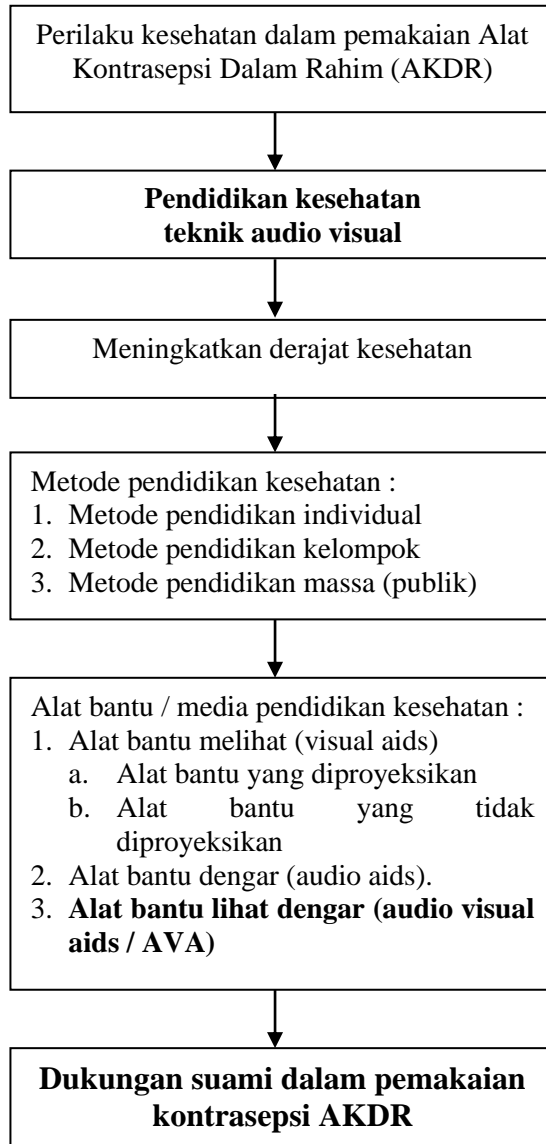 Perilaku kesehatan dalam pemakaian Alat
Kontrasepsi Dalam Rahim (AKDR)
Pendidikan kesehatan
teknik audio visual
Meningkatkan derajat kesehatan
Metode pendidikan kesehatan :
1. Metode pendidikan individual
2. Metode pendidikan kelompok
3. Metode pendidikan massa (publik)
Alat bantu / media pendidikan kesehatan :
1. Alat bantu melihat (visual aids)
a. Alat bantu yang diproyeksikan
b. Alat bantu yang tidak
diproyeksikan
2. Alat bantu dengar (audio aids).
3. Alat bantu lihat dengar (audio visual
aids / AVA)
Dukungan suami dalam pemakaian
kontrasepsi AKDR